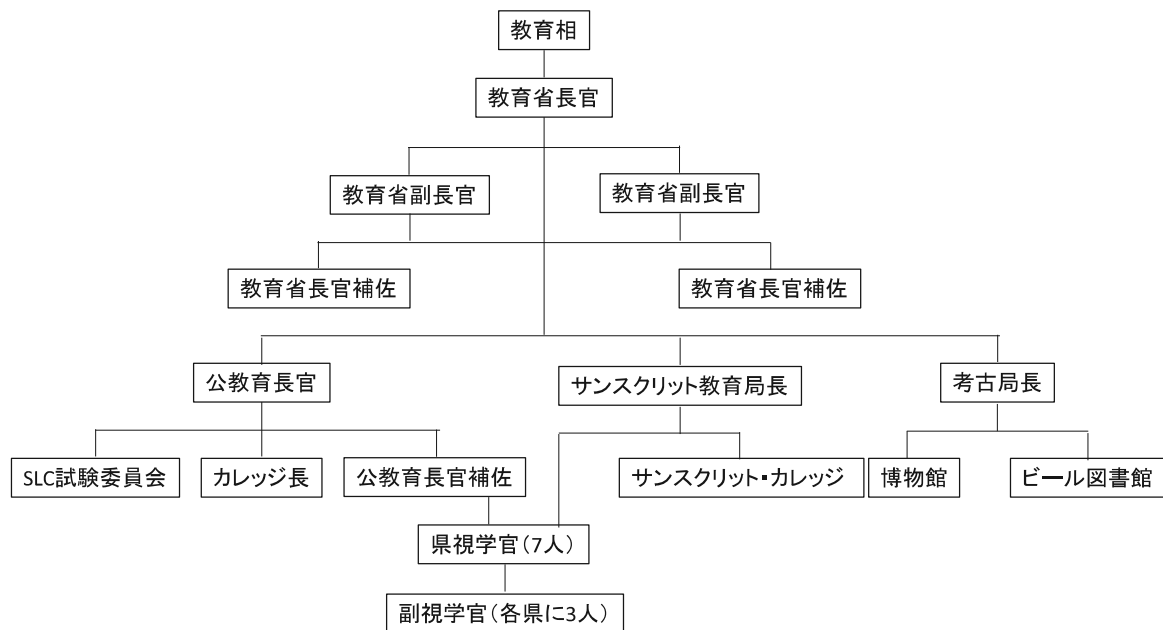 教育相
教育省長官
教育省副長官
教育省副長官
教育省長官補佐
教育省長官補佐
公教育長官
サンスクリット教育局長
考古局長
SLC試験委員会
カレッジ長
公教育長官補佐
サンスクリット・カレッジ
博物館
ビール図書館
県視学官(7人)
副視学官(各県に3人)